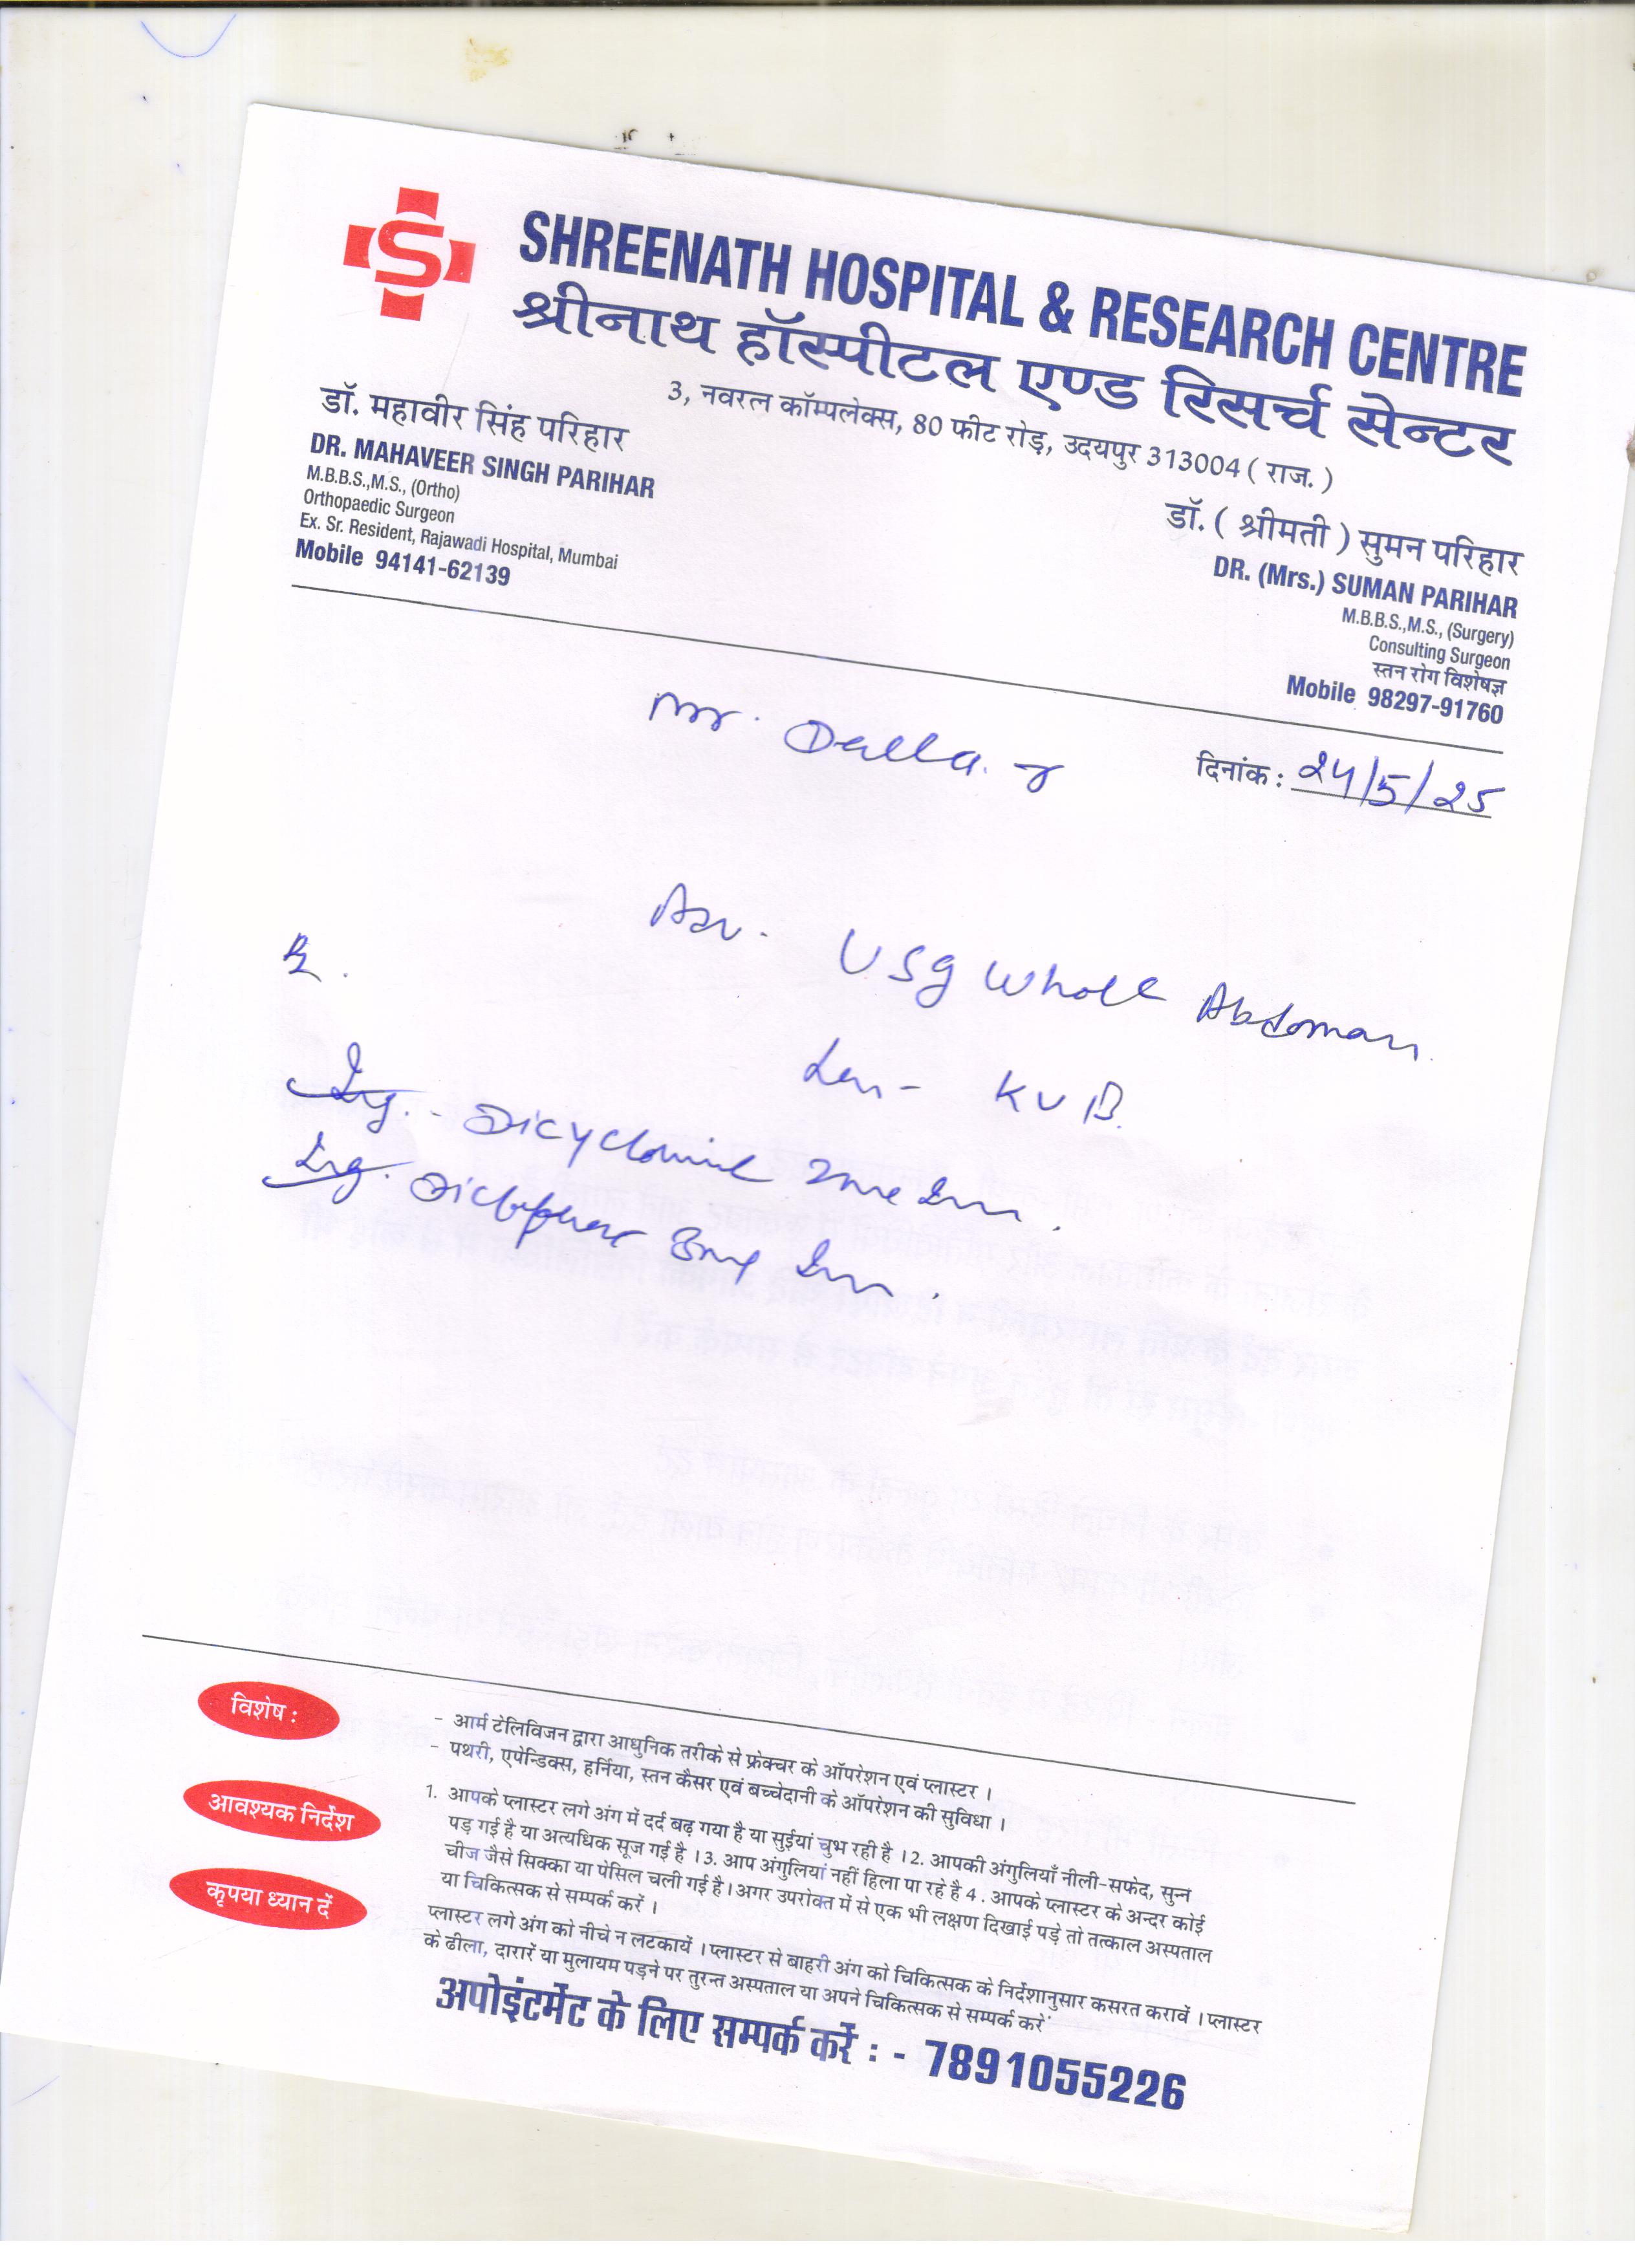 SHREENATH HOSPITAL & RESEARCH CENTRE
श्रीनाथ हॉस्पीटल एण्ड रिसर्च सेन्टर
3, नवरत्न कॉम्पलेक्स, 80 फीट रोड़, उदयपुर 313004 ( राज. )
डॉ. महावीर सिंह परिहार
DR. MAHAVEER SINGH PARIHAR
M.B.B.S.,M.S., (Ortho)
Orthopaedic Surgeon
Ex. Sr. Resident, Rajawadi Hospital, Mumbai
Mobile 94141-62139
डॉ. ( श्रीमती ) सुमन परिहार
DR. (Mrs.) SUMAN PARIHAR
M.B.B.S.,M.S., (Surgery)
Consulting Surgeon
स्तन रोग विशेषज्ञ
Mobile 98297-91760
दिनांक : 24/5/25
Mr. Dalla
Adv. USG Whole Abdoman
KUB.
Rx.
Inj. Dicyclomine
Inj.
विशेष :
- आर्म टेलिविजन द्वारा आधुनिक तरीके से फ्रेक्चर के ऑपरेशन एवं प्लास्टर ।
- पथरी, एपेन्डिक्स, हर्निया, स्तन कैसर एवं बच्चेदानी के ऑपरेशन की सुविधा ।
आवश्यक निर्देश
1. आपके प्लास्टर लगे अंग में दर्द बढ़ गया है या सुईयां चुभ रही है । 2. आपकी अंगुलियाँ नीली-सफेद, सुन्न
पड़ गई है या अत्यधिक सूज गई है । 3. आप अंगुलियां नहीं हिला पा रहे है 4 . आपके प्लास्टर के अन्दर कोई
चीज जैसे सिक्का या पेसिल चली गई है। अगर उपरोक्त में से एक भी लक्षण दिखाई पड़े तो तत्काल अस्पताल
या चिकित्सक से सम्पर्क करें ।
कृपया ध्यान दें
प्लास्टर लगे अंग को नीचे न लटकायें । प्लास्टर से बाहरी अंग को चिकित्सक के निर्देशानुसार कसरत करावें । प्लास्टर
के ढीला, दारारें या मुलायम पड़ने पर तुरन्त अस्पताल या अपने चिकित्सक से सम्पर्क करें
अपोइंटमेंट के लिए सम्पर्क करें : - 7891055226